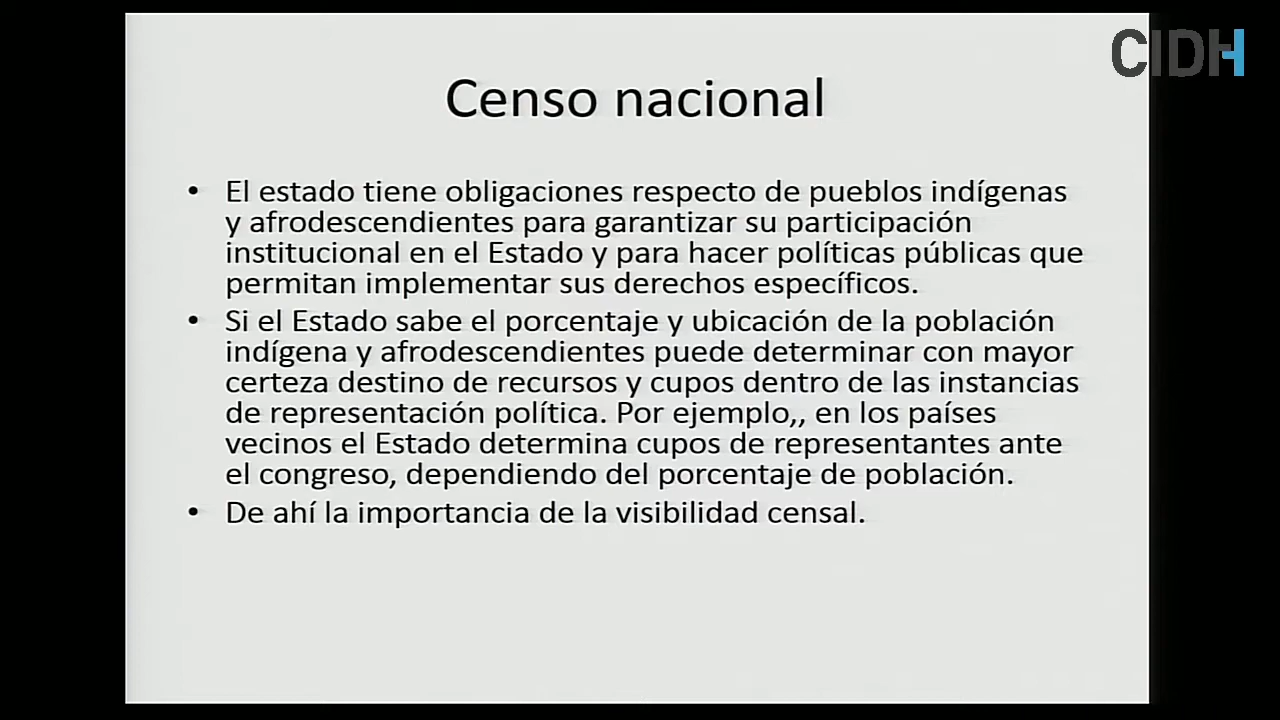 CIDH
Censo nacional
• El estado tiene obligaciones respecto de pueblos indígenas
y afrodescendientes para garantizar su participación
institucional en el Estado y para hacer políticas públicas que
permitan implementar sus derechos específicos.
• Si el Estado sabe el porcentaje y ubicación de la población
indígena y afrodescendientes puede determinar con mayor
certeza destino de recursos y cupos dentro de las instancias
de representación política. Por ejemplo,, en los países
vecinos el Estado determina cupos de representantes ante
el congreso, dependiendo del porcentaje de población.
• De ahí la importancia de la visibilidad censal.